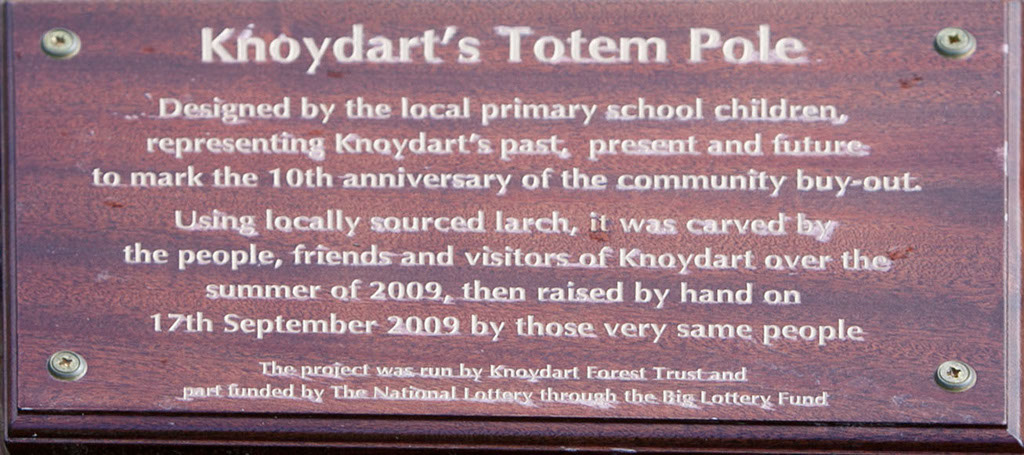 Knoydart's Totem Pole
Designed by the local primary school children,
representing Knoydart's past, present and future
to mark the 10th anniversary of the community buy-out.
Using locally sourced larch, it was carved by
the people, friends and visitors of Knoydart over the
summer of 2009, then raised by hand on
17th September 2009 by those very same people
The project was run by Knoydart Forest Trust and
part funded by The National Lottery through the Big Lottery Fund